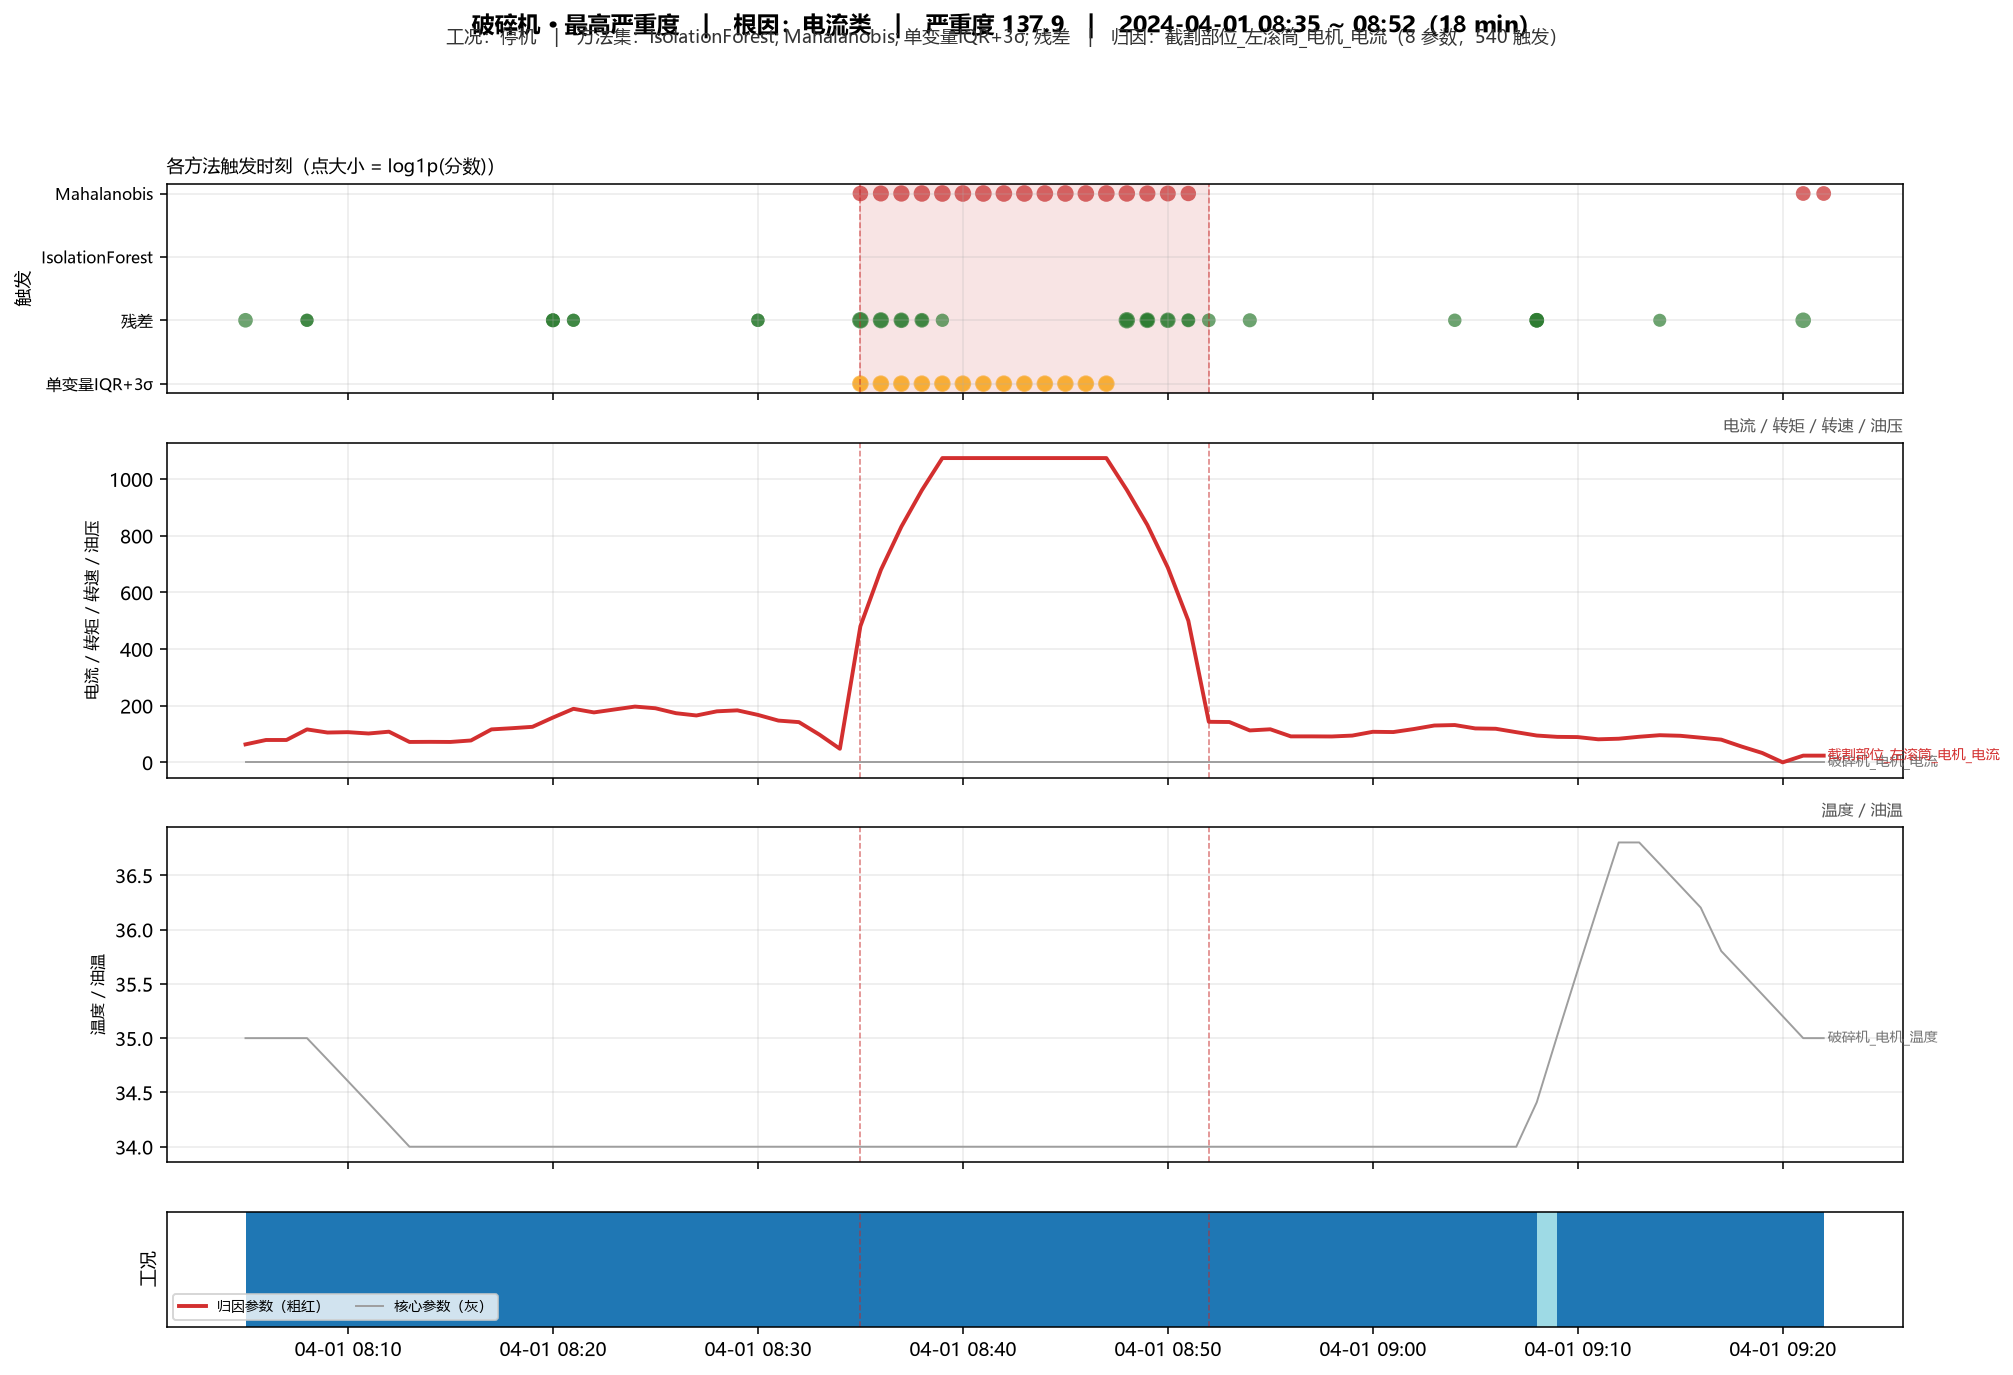 破碎机 · 最高严重度 | 根因：电流类 | 严重度 137.9 | 2024-04-01 08:35 ~ 08:52（18 min）
工况：停机 | 方法集：IsolationForest, Mahalanobis, 单变量IQR+3σ, 残差 | 归因：截割部位_左滚筒_电机_电流（8 参数，540 触发）
各方法触发时刻（点大小 = log1p(分数)）
触发
Mahalanobis
IsolationForest
残差
单变量IQR+3σ
电流 / 转矩 / 转速 / 油压
电流 / 转矩 / 转速 / 油压
1000
800
600
400
200
0
截割部位_左滚筒_电机_电流
破碎机_电机_电流
温度 / 油温
温度 / 油温
36.5
36.0
35.5
35.0
34.5
34.0
破碎机_电机_温度
工况
归因参数（粗红） 核心参数（灰）
04-01 08:10 04-01 08:20 04-01 08:30 04-01 08:40 04-01 08:50 04-01 09:00 04-01 09:10 04-01 09:20